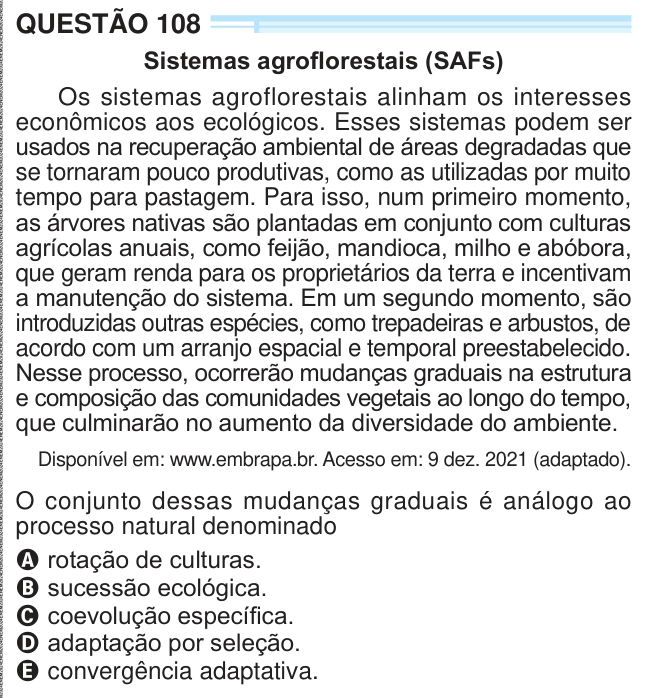 QUESTÃO 108
Sistemas agroflorestais (SAFs)
Os sistemas agroflorestais alinham os interesses
econômicos aos ecológicos. Esses sistemas podem ser
usados na recuperação ambiental de áreas degradadas que
se tornaram pouco produtivas, como as utilizadas por muito
tempo para pastagem. Para isso, num primeiro momento,
as árvores nativas são plantadas em conjunto com culturas
agrícolas anuais, como feijão, mandioca, milho e abóbora,
que geram renda para os proprietários da terra e incentivam
a manutenção do sistema. Em um segundo momento, são
introduzidas outras espécies, como trepadeiras e arbustos, de
acordo com um arranjo espacial e temporal preestabelecido.
Nesse processo, ocorrerão mudanças graduais na estrutura
e composição das comunidades vegetais ao longo do tempo,
que culminarão no aumento da diversidade do ambiente.
Disponível em: www.embrapa.br. Acesso em: 9 dez. 2021 (adaptado).
O conjunto dessas mudanças graduais é análogo ao
processo natural denominado
A rotação de culturas.
B sucessão ecológica.
C coevolução específica.
D adaptação por seleção.
E convergência adaptativa.